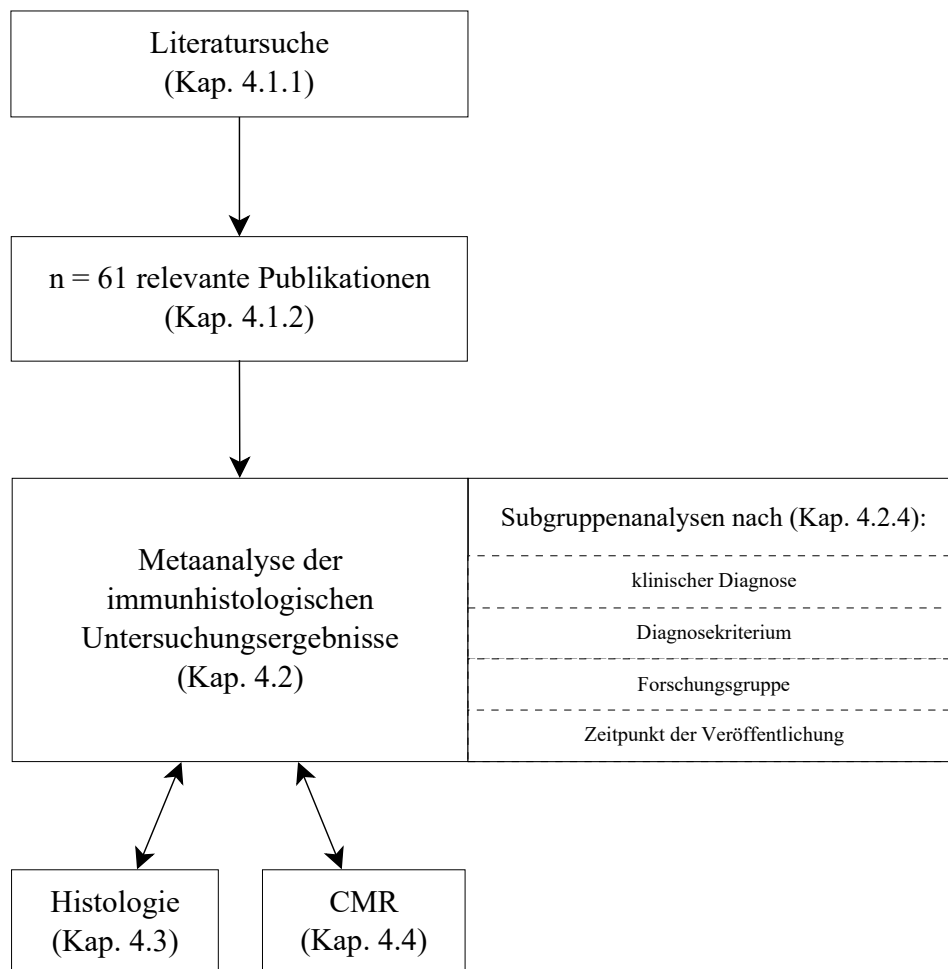 Literatursuche
(Kap. 4.1.1)
n = 61 relevante Publikationen
(Kap. 4.1.2)
Metaanalyse der
immunhistologischen
Untersuchungsergebnisse
(Kap. 4.2)
Subgruppenanalysen nach (Kap. 4.2.4):
klinischer Diagnose
Diagnosekriterium
Forschungsgruppe
Zeitpunkt der Veröffentlichung
Histologie
(Kap. 4.3)
CMR
(Kap. 4.4)